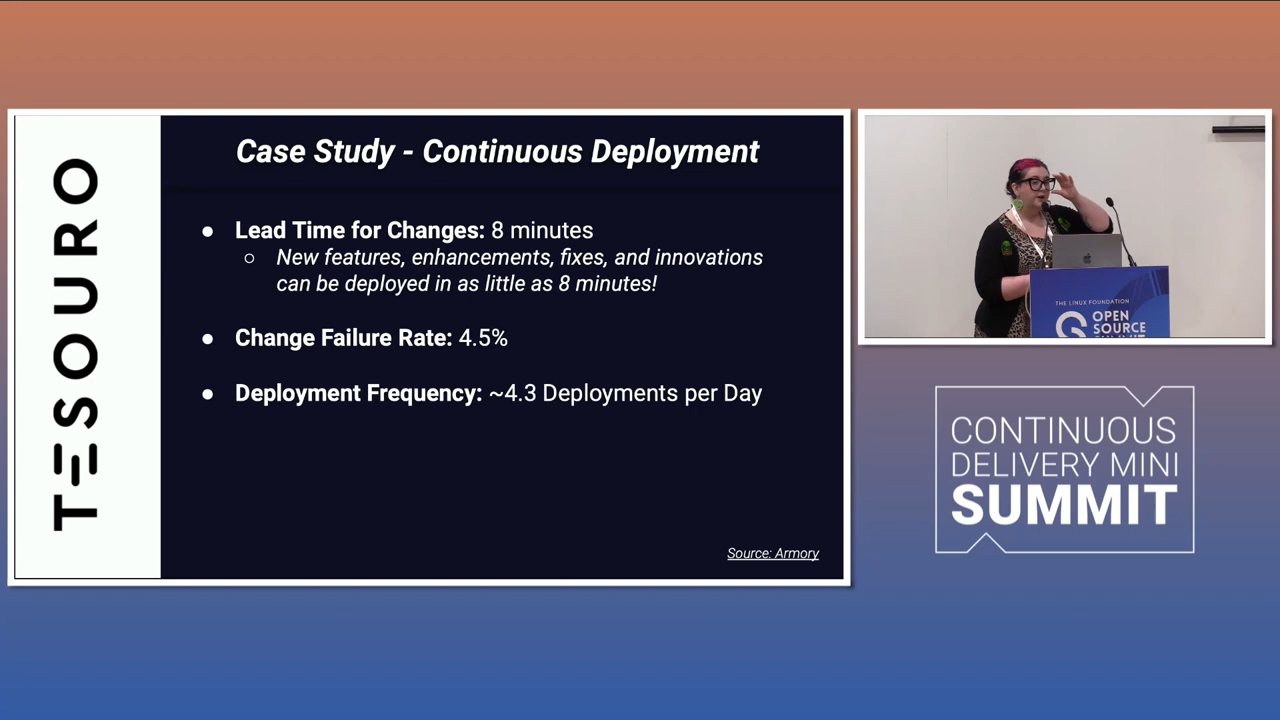 TESOURO
Case Study - Continuous Deployment
● Lead Time for Changes: 8 minutes
○ New features, enhancements, fixes, and innovations
can be deployed in as little as 8 minutes!
● Change Failure Rate: 4.5%
● Deployment Frequency: ~4.3 Deployments per Day
Source: Armory
THE LINUX FOUNDATION
OPEN
SOURCE
SUMMIT
CONTINUOUS
DELIVERY MINI
SUMMIT